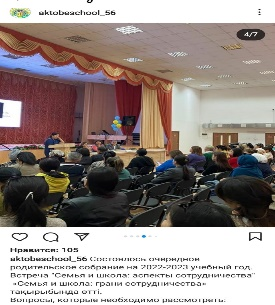 aktobeschool_56
4/7
Нравится: 105
aktobeschool_56 Состоялось очередное
родительское собрание на 2022-2023 учебный год.
Встреча "Семья и школа: аспекты сотрудничества"
-«Семья и школа: грани сотрудничества»
тақырыбында өтті.
Вопросы, которые необходимо рассмотреть: